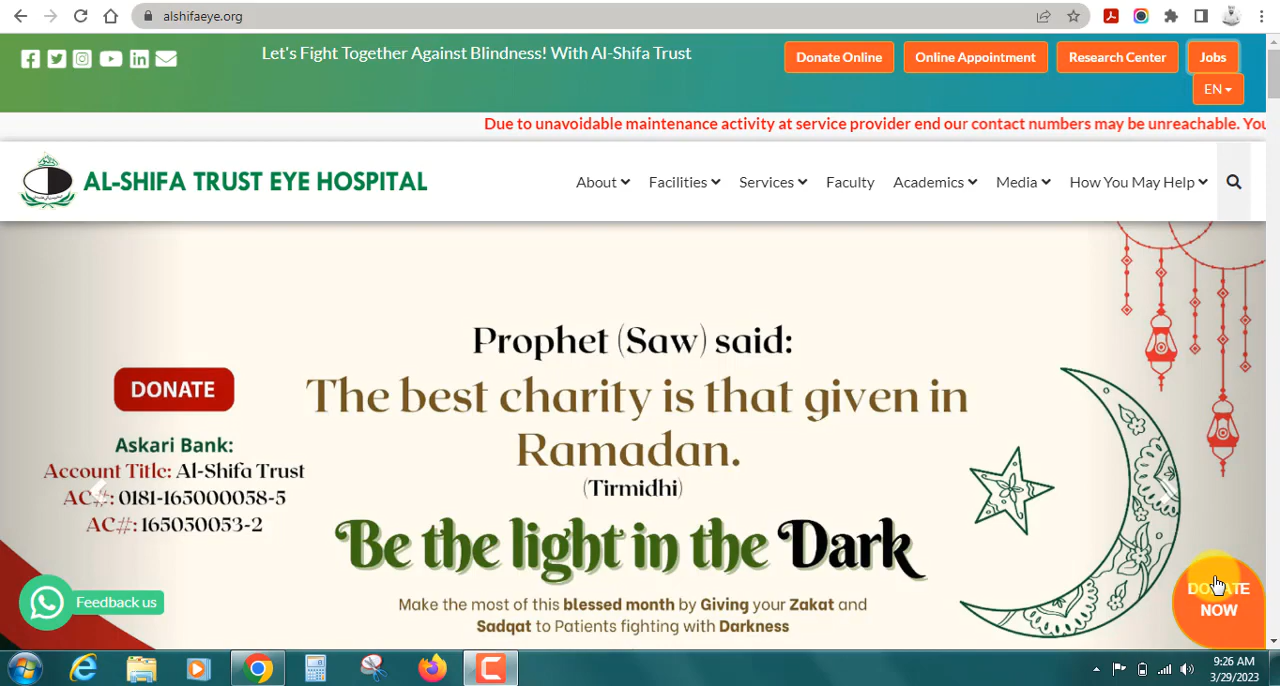 alshifaeye.org
Let's Fight Together Against Blindness! With Al-Shifa Trust
Donate Online
Online Appointment
Research Center
Jobs
EN
Due to unavoidable maintenance activity at service provider end our contact numbers may be unreachable. You
AL-SHIFA TRUST EYE HOSPITAL
About
Facilities
Services
Faculty
Academics
Media
How You May Help
Prophet (Saw) said:
The best charity is that given in
Ramadan.
(Tirmidhi)
DONATE
Askari Bank:
Account Title: Al-Shifa Trust
AC#: 0181-165000058-5
AC#: 165050053-2
Be the light in the Dark
Make the most of this blessed month by Giving your Zakat and
Sadqat to Patients fighting with Darkness
Feedback us
DONATE
NOW
9:26 AM
3/29/2023